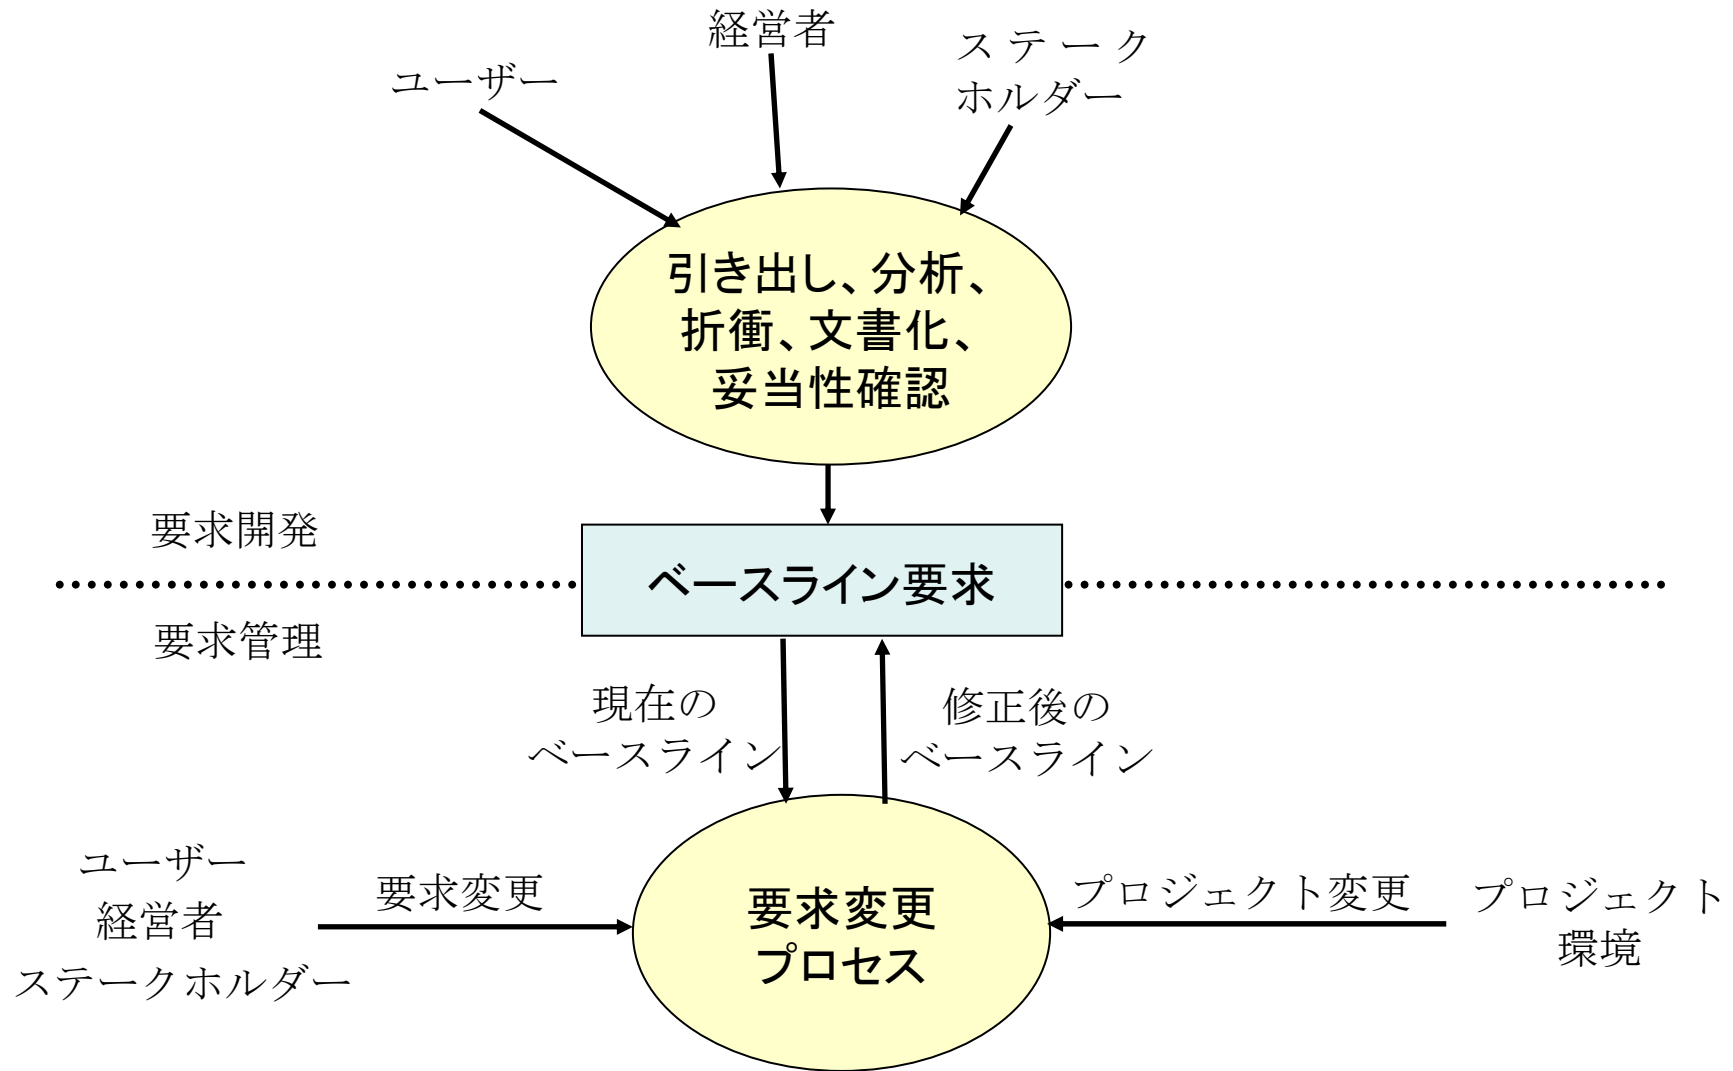 経営者
ステーク
ホルダー
ユーザー
引き出し、分析、
折衝、文書化、
妥当性確認
要求開発
ベースライン要求
要求管理
現在の
ベースライン
修正後の
ベースライン
ユーザー
経営者
ステークホルダー
要求変更
要求変更
プロセス
プロジェクト変更
プロジェクト
環境